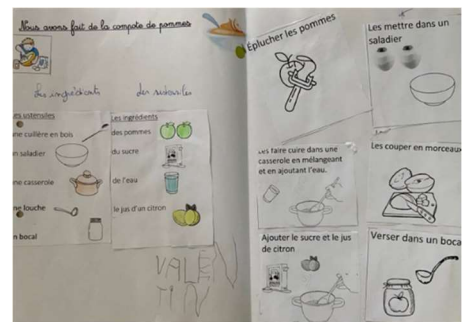 Nous avons fait de la compote de pommes
les ingrédients
les ustensiles
Les ustensiles
une cuillère en bois
un saladier
une casserole
une louche
un bocal
Les ingrédients
des pommes
du sucre
de l'eau
le jus d'un citron
VALENTIN
Éplucher les pommes
Les mettre dans un
saladier
Les faire cuire dans une
casserole en mélangeant
et en ajoutant l'eau.
Les couper en morceaux
Ajouter le sucre et le jus
de citron
Verser dans un boca